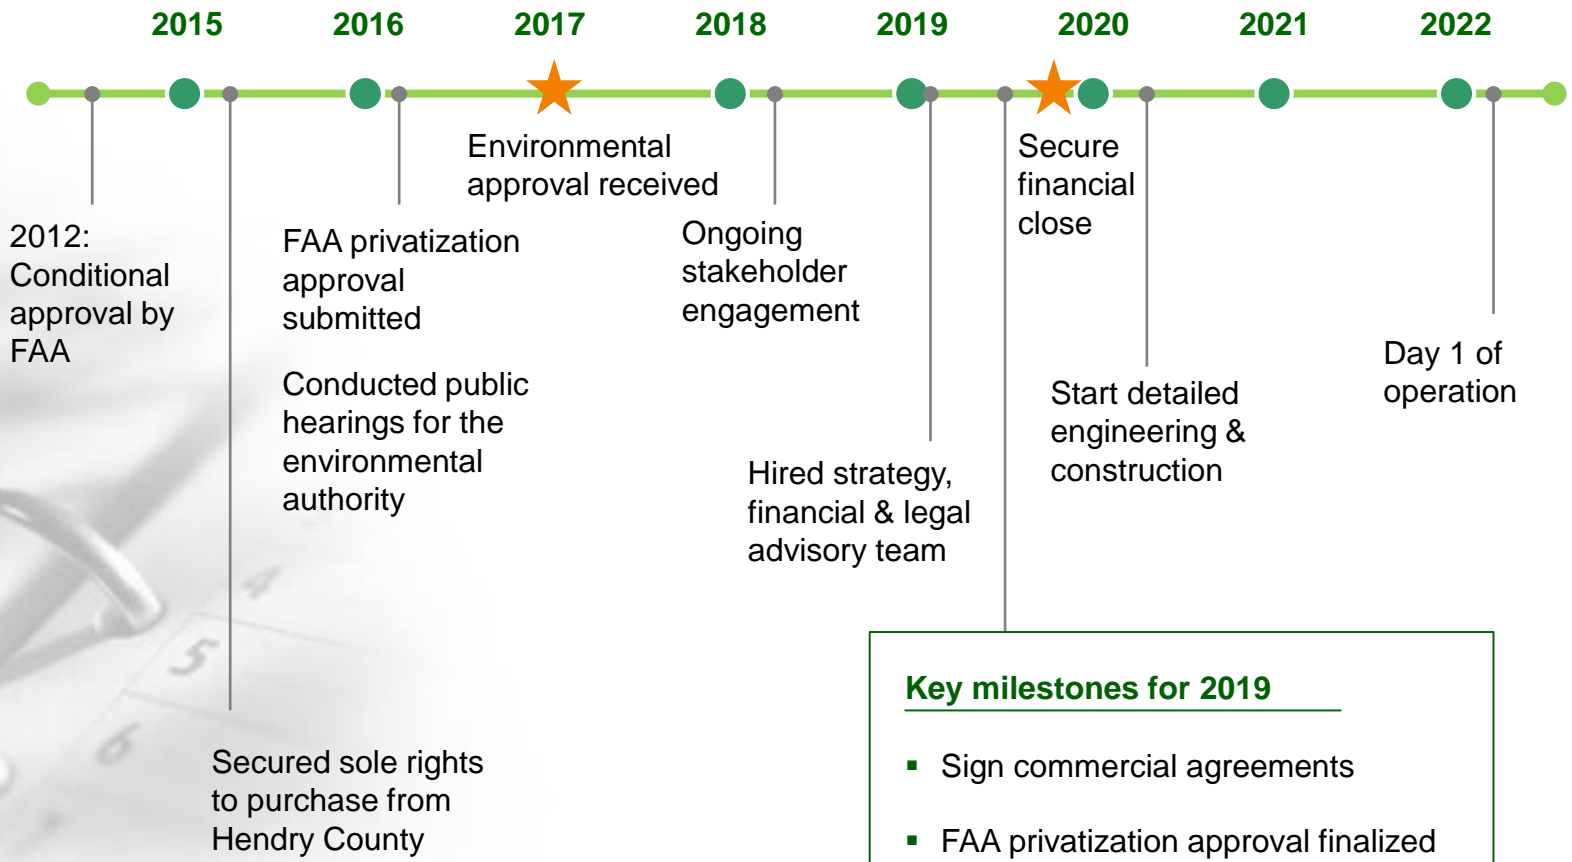 2015 2016 2017 2018 2019 2020 2021 2022
2012:
Conditional
approval by
FAA
Secured sole rights
to purchase from
Hendry County
FAA privatization
approval
submitted
Conducted public
hearings for the
environmental
authority
Environmental
approval received
Ongoing
stakeholder
engagement
Hired strategy,
financial & legal
advisory team
Secure
financial
close
Start detailed
engineering &
construction
Day 1 of
operation
Key milestones for 2019
▪ Sign commercial agreements
▪ FAA privatization approval finalized
4
5
6